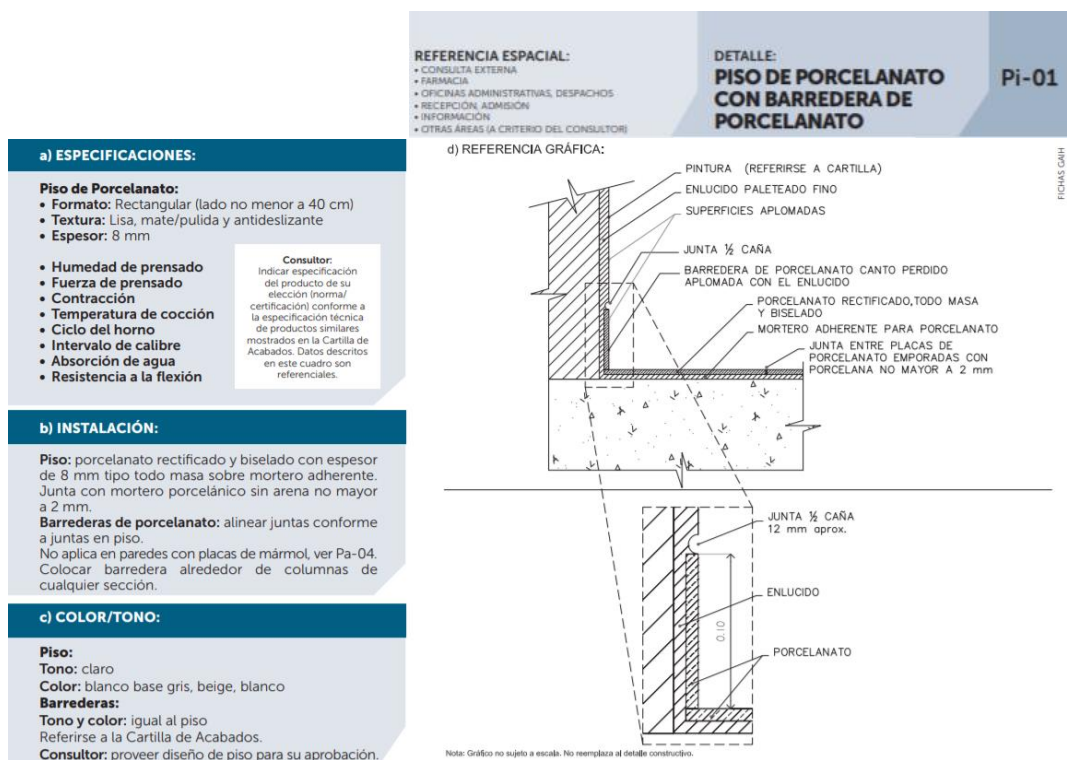 REFERENCIA ESPACIAL:
• CONSULTA EXTERNA
• FARMACIA
• OFICINAS ADMINISTRATIVAS, DESPACHOS
• RECEPCIÓN, ADMISIÓN
• INFORMACIÓN
• OTRAS ÁREAS (A CRITERIO DEL CONSULTOR)
DETALLE:
PISO DE PORCELANATO
CON BARREDERA DE
PORCELANATO
Pi-01
a) ESPECIFICACIONES:
Piso de Porcelanato:
• Formato: Rectangular (lado no menor a 40 cm)
• Textura: Lisa, mate/pulida y antideslizante
• Espesor: 8 mm
• Humedad de prensado
• Fuerza de prensado
• Contracción
• Temperatura de cocción
• Ciclo del horno
• Intervalo de calibre
• Absorción de agua
• Resistencia a la flexión
Consultor:
Indicar especificación
del producto de su
elección (norma/
certificación) conforme a
la especificación técnica
de productos similares
mostrados en la Cartilla de
Acabados. Datos descritos
en este cuadro son
referenciales.
b) INSTALACIÓN:
Piso: porcelanato rectificado y biselado con espesor
de 8 mm tipo todo masa sobre mortero adherente.
Junta con mortero porcelánico sin arena no mayor
a 2 mm.
Barrederas de porcelanato: alinear juntas conforme
a juntas en piso.
No aplica en paredes con placas de mármol, ver Pa-04.
Colocar barredera alrededor de columnas de
cualquier sección.
c) COLOR/TONO:
Piso:
Tono: claro
Color: blanco base gris, beige, blanco
Barrederas:
Tono y color: igual al piso
Referirse a la Cartilla de Acabados.
Consultor: proveer diseño de piso para su aprobación.
d) REFERENCIA GRÁFICA:
FICHAS GAIH
PINTURA (REFERIRSE A CARTILLA)
ENLUCIDO PALETEADO FINO
SUPERFICIES APLOMADAS
JUNTA ½ CAÑA
BARREDERA DE PORCELANATO CANTO PERDIDO
APLOMADA CON EL ENLUCIDO
PORCELANATO RECTIFICADO,TODO MASA
Y BISELADO
MORTERO ADHERENTE PARA PORCELANATO
JUNTA ENTRE PLACAS DE
PORCELANATO EMPORADAS CON
PORCELANA NO MAYOR A 2 mm
JUNTA ½ CAÑA
12 mm aprox.
ENLUCIDO
0.10
PORCELANATO
Nota: Gráfico no sujeto a escala. No reemplaza al detalle constructivo.